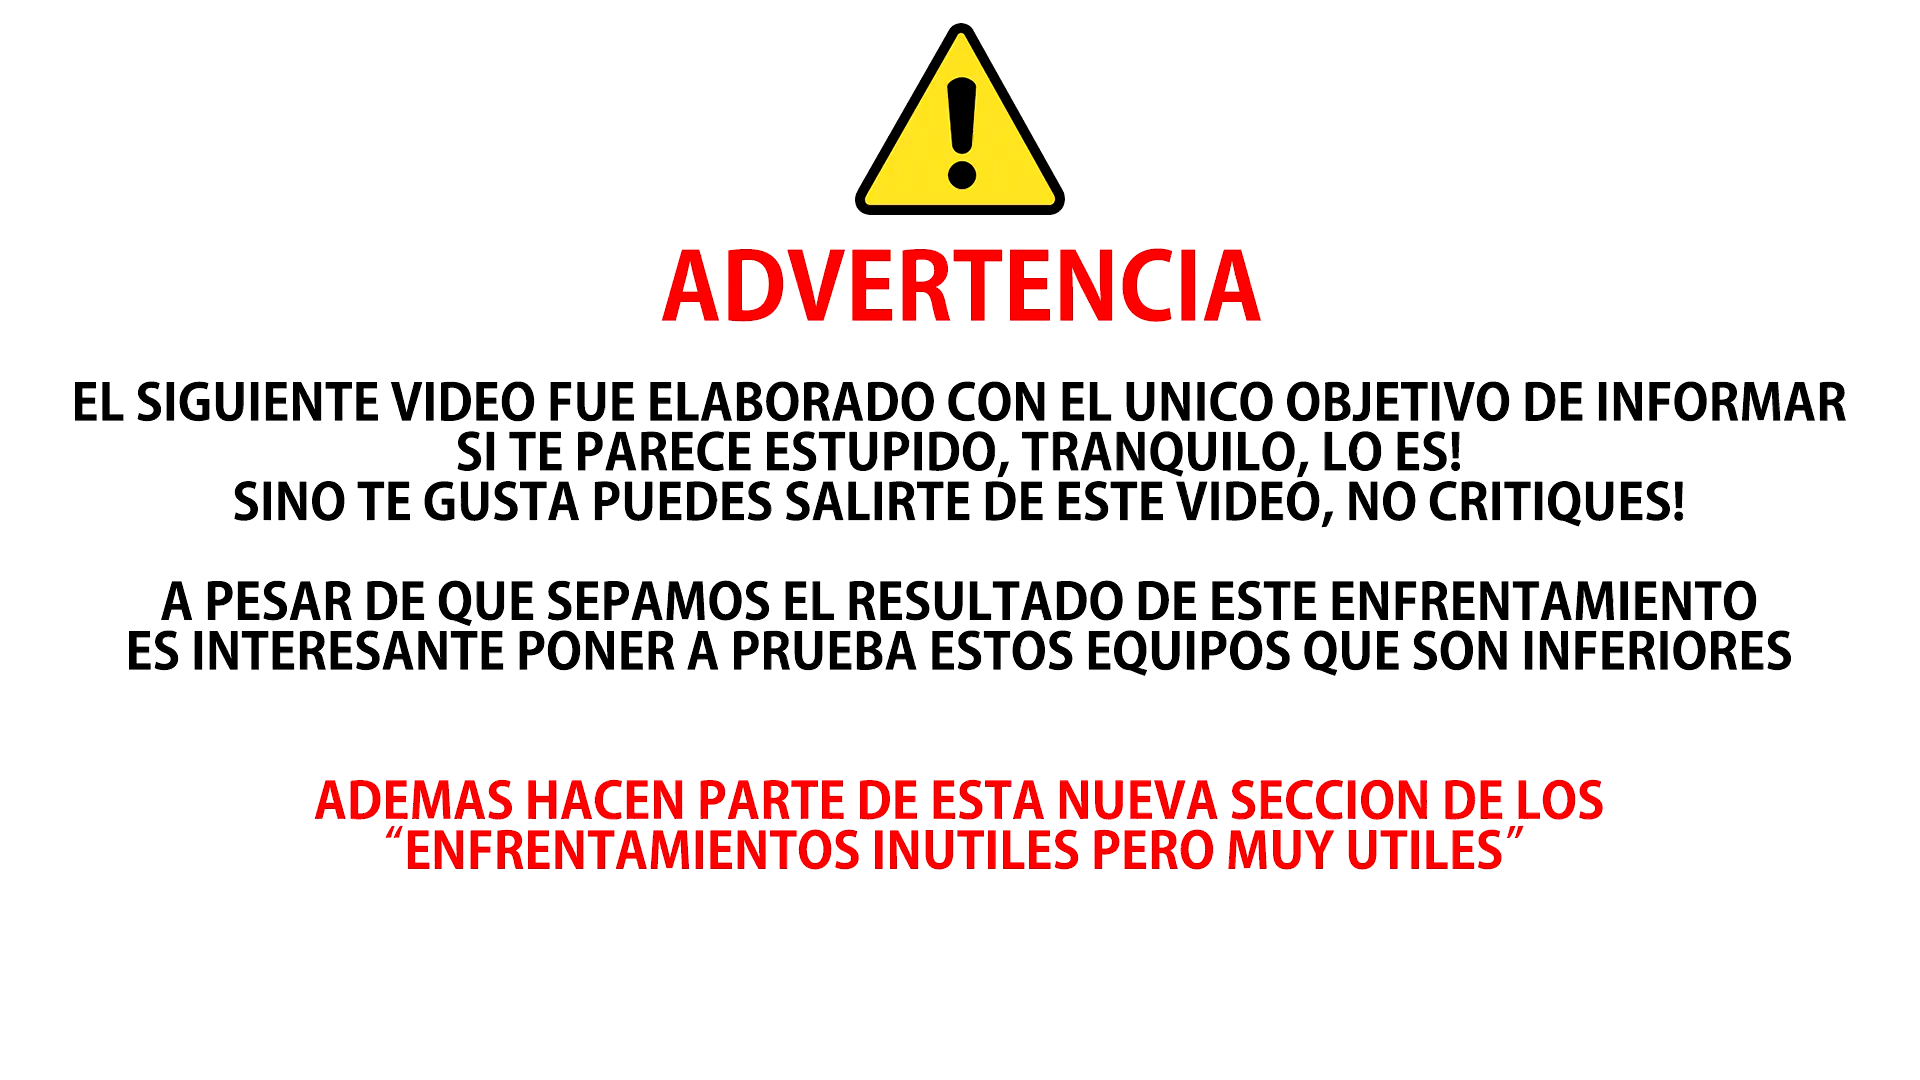 ADVERTENCIA
EL SIGUIENTE VIDEO FUE ELABORADO CON EL UNICO OBJETIVO DE INFORMAR
SI TE PARECE ESTUPIDO, TRANQUILO, LO ES!
SINO TE GUSTA PUEDES SALIRTE DE ESTE VIDEO, NO CRITIQUES!
A PESAR DE QUE SEPAMOS EL RESULTADO DE ESTE ENFRENTAMIENTO
ES INTERESANTE PONER A PRUEBA ESTOS EQUIPOS QUE SON INFERIORES
ADEMAS HACEN PARTE DE ESTA NUEVA SECCION DE LOS
“ENFRENTAMIENTOS INUTILES PERO MUY UTILES”